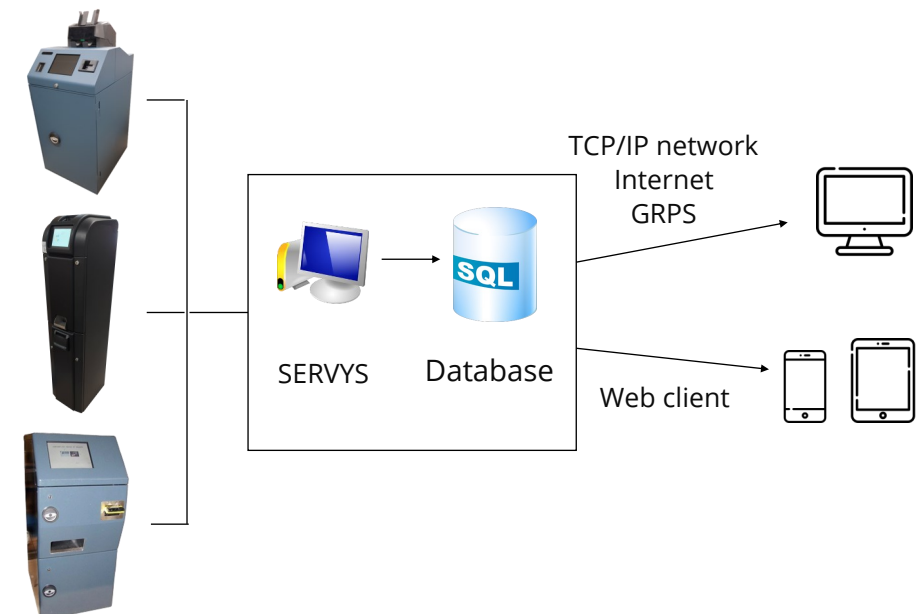 TCP/IP network
Internet
GRPS
SQL
SERVYS
Database
Web client